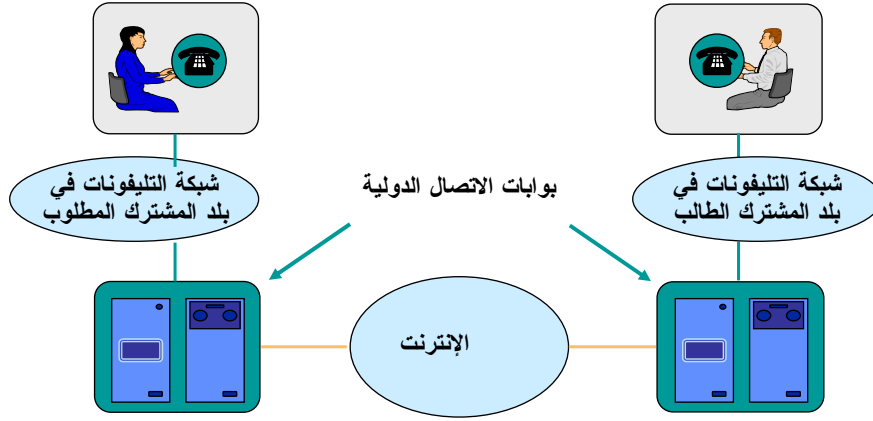 شبكة التليفونات في
بلد المشترك الطالب
بوابات الاتصال الدولية
شبكة التليفونات في
بلد المشترك المطلوب
الإنترنت